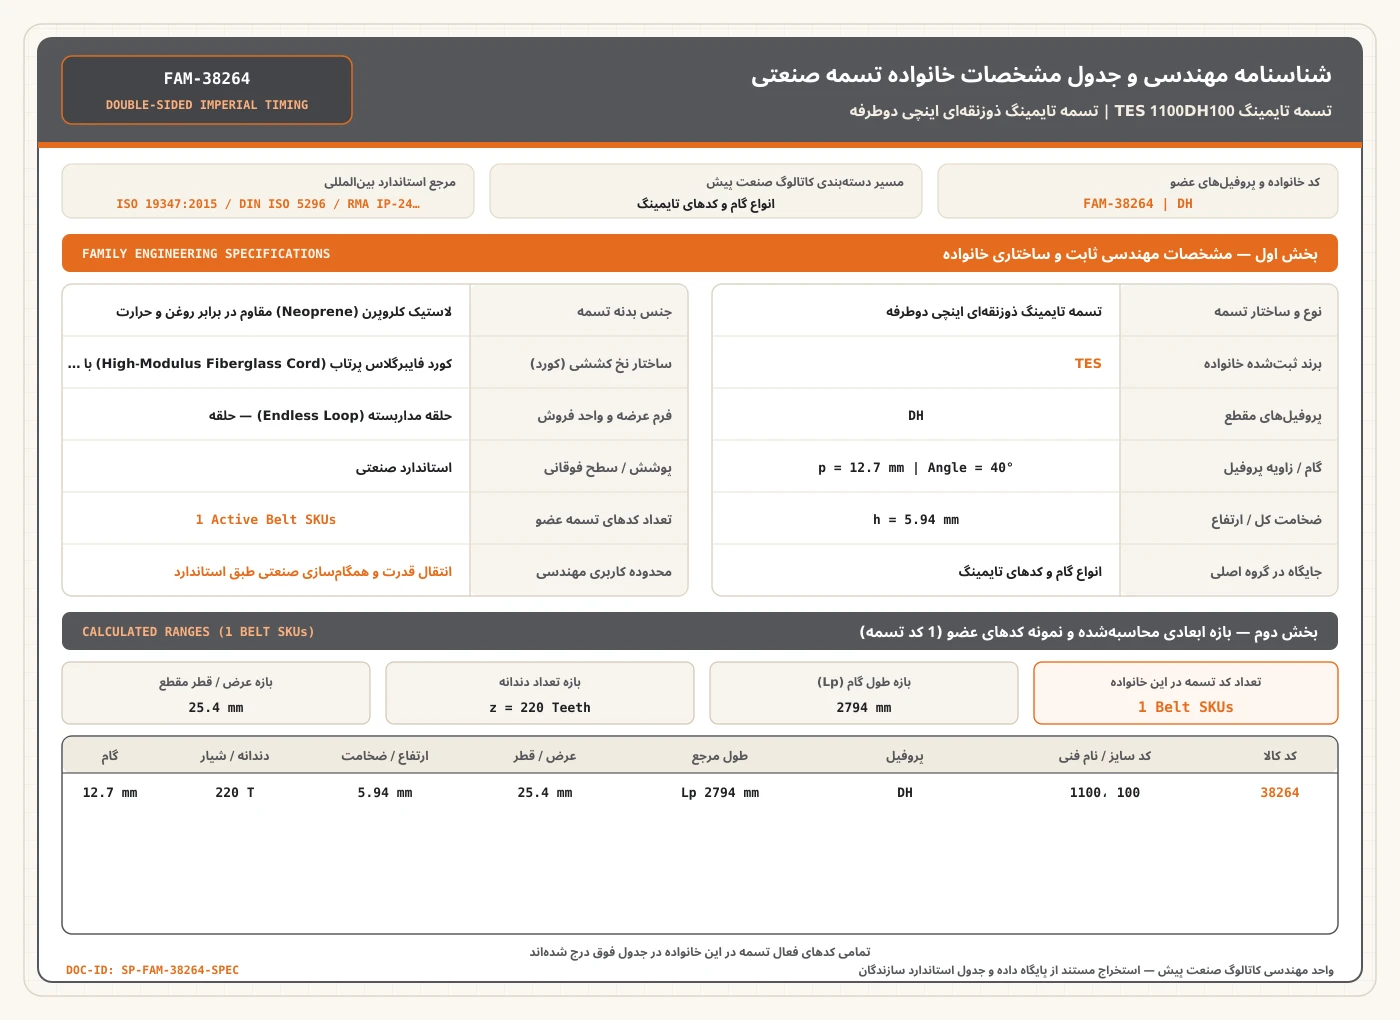 شناسنامه مهندسی و جدول مشخصات خانواده تسمه صنعتی
تسمه تایمینگ TES 1100DH100 | تسمه تایمینگ ذوزنقه‌ای اینچی دوطرفه
FAM-38264
DOUBLE-SIDED IMPERIAL TIMING
کد خانواده و پروفیل‌های عضو
FAM-38264 | DH
مسیر دسته‌بندی کاتالوگ صنعت پیش
انواع گام و کدهای تایمینگ
مرجع استاندارد بین‌المللی
ISO 19347:2015 / DIN ISO 5296 / RMA IP-24…
بخش اول — مشخصات مهندسی ثابت و ساختاری خانواده
FAMILY ENGINEERING SPECIFICATIONS
نوع و ساختار تسمه
تسمه تایمینگ ذوزنقه‌ای اینچی دوطرفه
برند ثبت‌شده خانواده
TES
پروفیل‌های مقطع
DH
گام / زاویه پروفیل
p = 12.7 mm | Angle = 40°
ضخامت کل / ارتفاع
h = 5.94 mm
جایگاه در گروه اصلی
انواع گام و کدهای تایمینگ
جنس بدنه تسمه
لاستیک کلروپرن (Neoprene) مقاوم در برابر روغن و حرارت
ساختار نخ کششی (کورد)
کورد فایبرگلاس پرتاب (High-Modulus Fiberglass Cord) با …
فرم عرضه و واحد فروش
حلقه مداربسته (Endless Loop) — حلقه
پوشش / سطح فوقانی
استاندارد صنعتی
تعداد کدهای تسمه عضو
1 Active Belt SKUs
محدوده کاربری مهندسی
انتقال قدرت و همگام‌سازی صنعتی طبق استاندارد
بخش دوم — بازه ابعادی محاسبه‌شده و نمونه کدهای عضو (1 کد تسمه)
CALCULATED RANGES (1 BELT SKUs)
تعداد کد تسمه در این خانواده
1 Belt SKUs
بازه طول گام (Lp)
2794 mm
بازه تعداد دندانه
z = 220 Teeth
بازه عرض / قطر مقطع
25.4 mm
کد کالا	کد سایز / نام فنی	پروفیل	طول مرجع	عرض / قطر	ارتفاع / ضخامت	دندانه / شیار	گام
38264	1100، 100	DH	Lp 2794 mm	25.4 mm	5.94 mm	220 T	12.7 mm
تمامی کدهای فعال تسمه در این خانواده در جدول فوق درج شده‌اند
واحد مهندسی کاتالوگ صنعت پیش — استخراج مستند از پایگاه داده و جدول استاندارد سازندگان
DOC-ID: SP-FAM-38264-SPEC